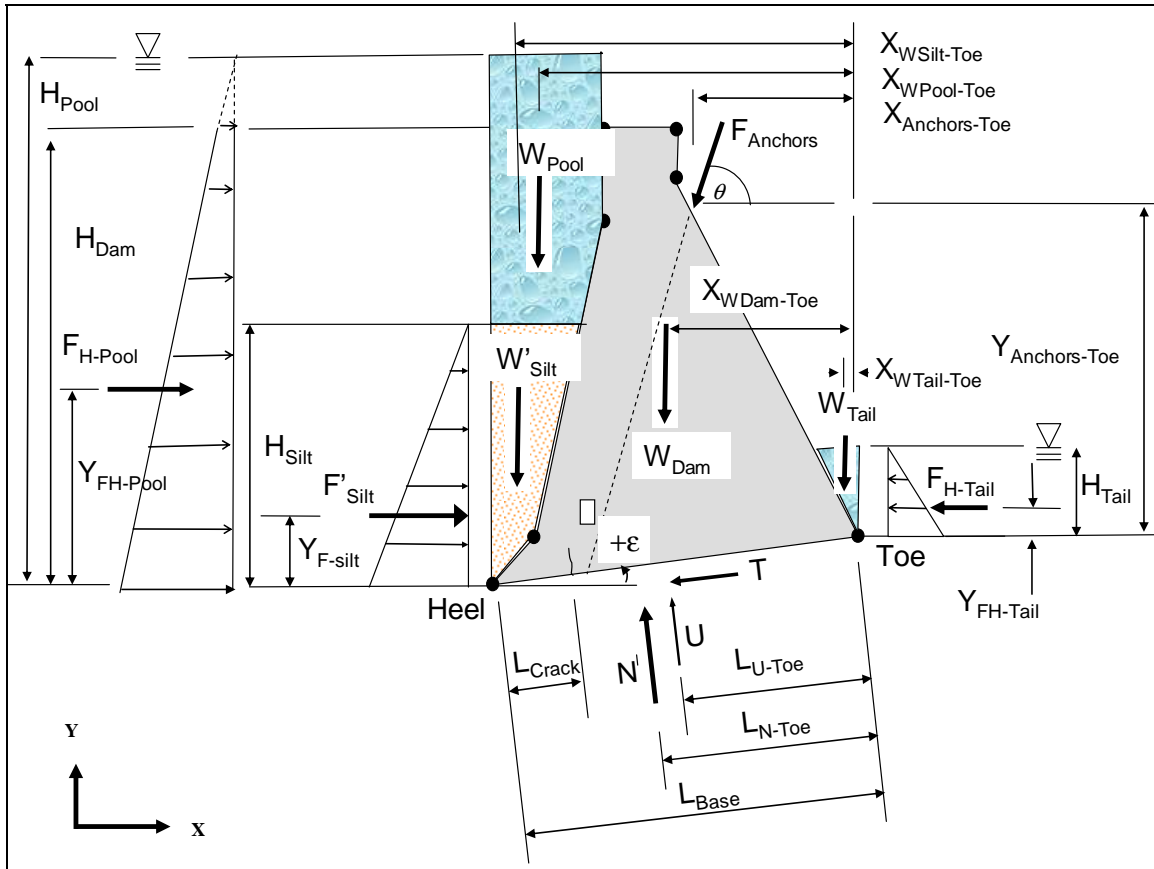 X_WSilt-Toe
H_Pool
X_WPool-Toe
X_Anchors-Toe
F_Anchors
W_Pool
θ
H_Dam
X_WDam-Toe
F_H-Pool
W'_Silt
Y_Anchors-Toe
X_WTail-Toe
W_Tail
H_Silt
W_Dam
Y_FH-Pool
F'_Silt
F_H-Tail
H_Tail
Y_F-silt
+ε
Toe
T
Heel
Y_FH-Tail
U
L_Crack
N'
L_U-Toe
L_N-Toe
L_Base
Y
X